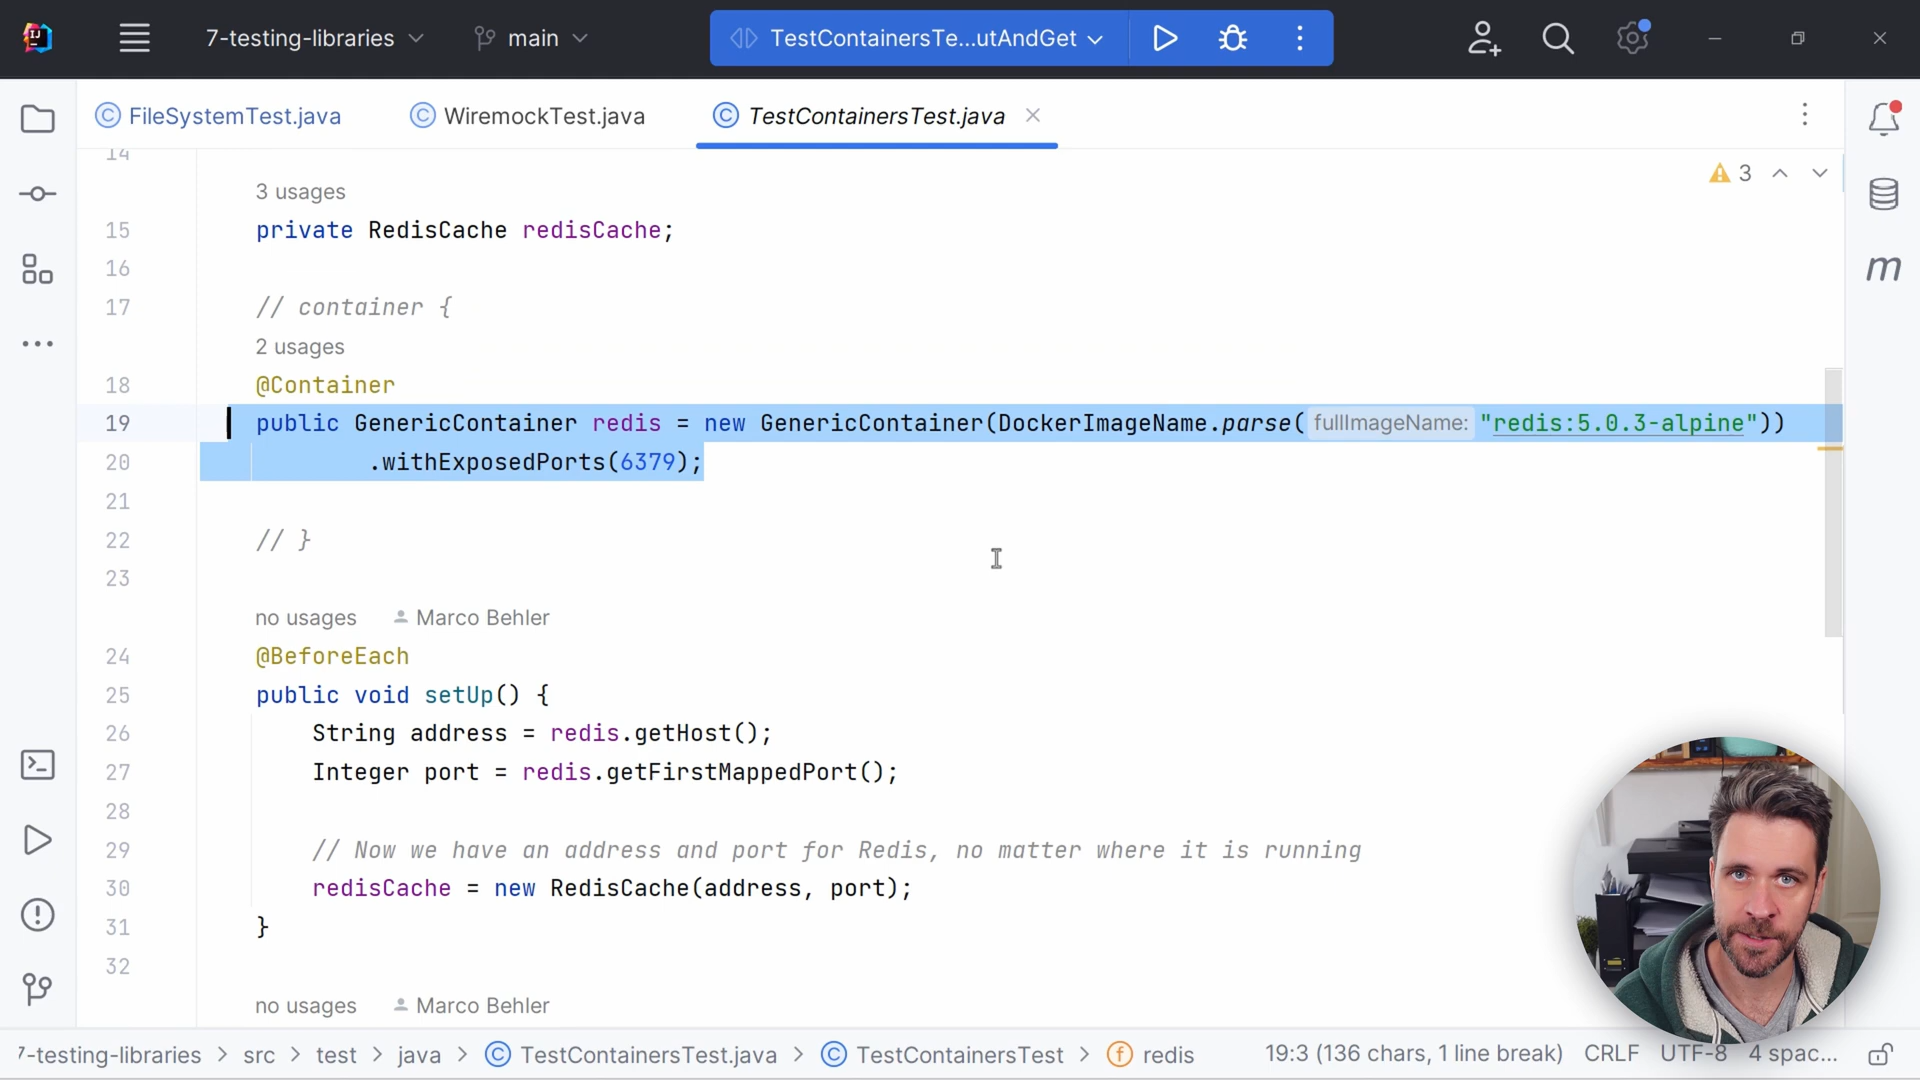 IJ
7-testing-libraries
main
TestContainersTe...utAndGet
FileSystemTest.java
WiremockTest.java
TestContainersTest.java
14
3
3 usages
15 private RedisCache redisCache;
16
17 // container {
2 usages
18 @Container
19 public GenericContainer redis = new GenericContainer(DockerImageName.parse( fullImageName: "redis:5.0.3-alpine"))
20 .withExposedPorts(6379);
21
22 // }
23
no usages Marco Behler
24 @BeforeEach
25 public void setUp() {
26 String address = redis.getHost();
27 Integer port = redis.getFirstMappedPort();
28
29 // Now we have an address and port for Redis, no matter where it is running
30 redisCache = new RedisCache(address, port);
31 }
32
no usages Marco Behler
7-testing-libraries > src > test > java > TestContainersTest.java > TestContainersTest > redis 19:3 (136 chars, 1 line break) CRLF UTF-8 4 spac...